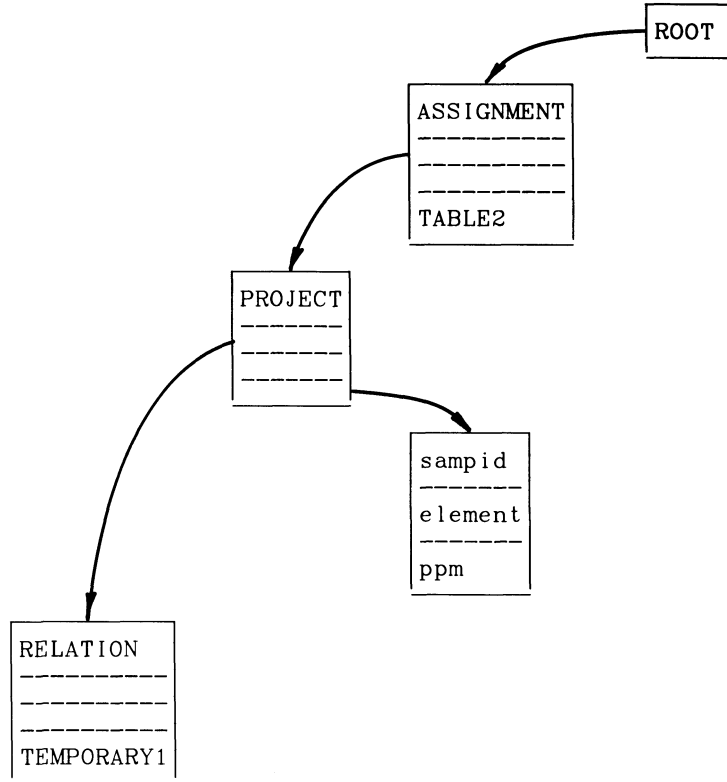 ROOT
ASSIGNMENT
TABLE2
PROJECT
sampid
element
ppm
RELATION
TEMPORARY1